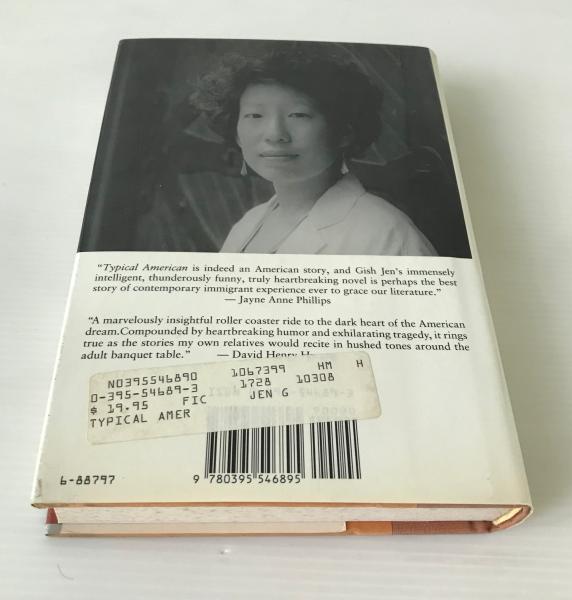 “Typical American is indeed an American story, and Gish Jen's immensely
intelligent, thunderously funny, truly heartbreaking novel is perhaps the best
story of contemporary immigrant experience ever to grace our literature.”
— Jayne Anne Phillips
“A marvelously insightful roller coaster ride to the dark heart of the American
dream.Compounded by heartbreaking humor and exhilarating tragedy, it rings
true as the stories my own relatives would recite in hushed tones around the
adult banquet table.” — David Henry
NO395546890 1067399 HM H
0-395-54689-3 1728 10308
$ 19.95 FIC JEN G
TYPICAL AMER
6-88797
9 780395 546895